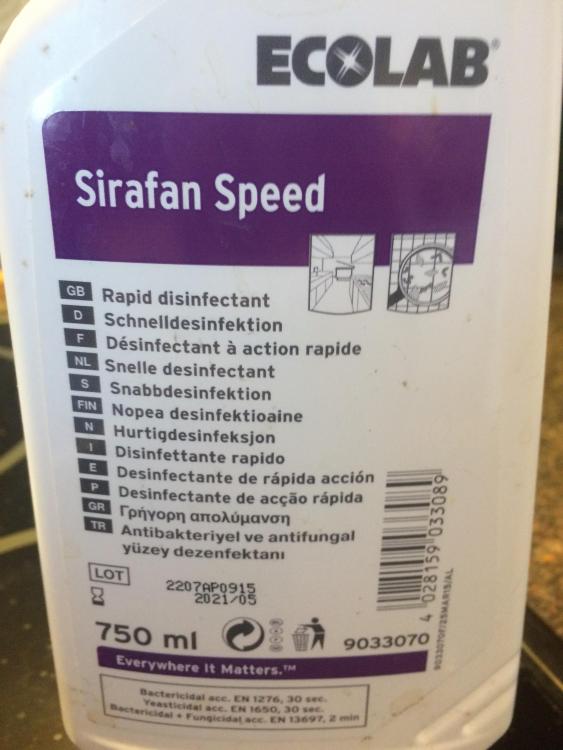 ECOLAB®
Sirafan Speed
GB Rapid disinfectant
D Schnelldesinfektion
F Désinfectant à action rapide
NL Snelle desinfectant
S Snabbdesinfektion
FIN Nopea desinfektioaine
N Hurtigdesinfeksjon
I Disinfettante rapido
E Desinfectante de rápida acción
P Desinfectante de acção rápida
GR Γρήγορη απολύμανση
TR Antibakteriyel ve antifungal
yüzey dezenfektanı
LOT
2207AP0915
2021/05
4 028159 033089
9033070F/25MAR13/AL
750 ml
9033070
Everywhere It Matters.™
Bactericidal acc. EN 1276, 30 sec.
Yeasticidal acc. EN 1650, 30 sec.
Bactericidal + Fungicidal acc. EN 13697, 2 min